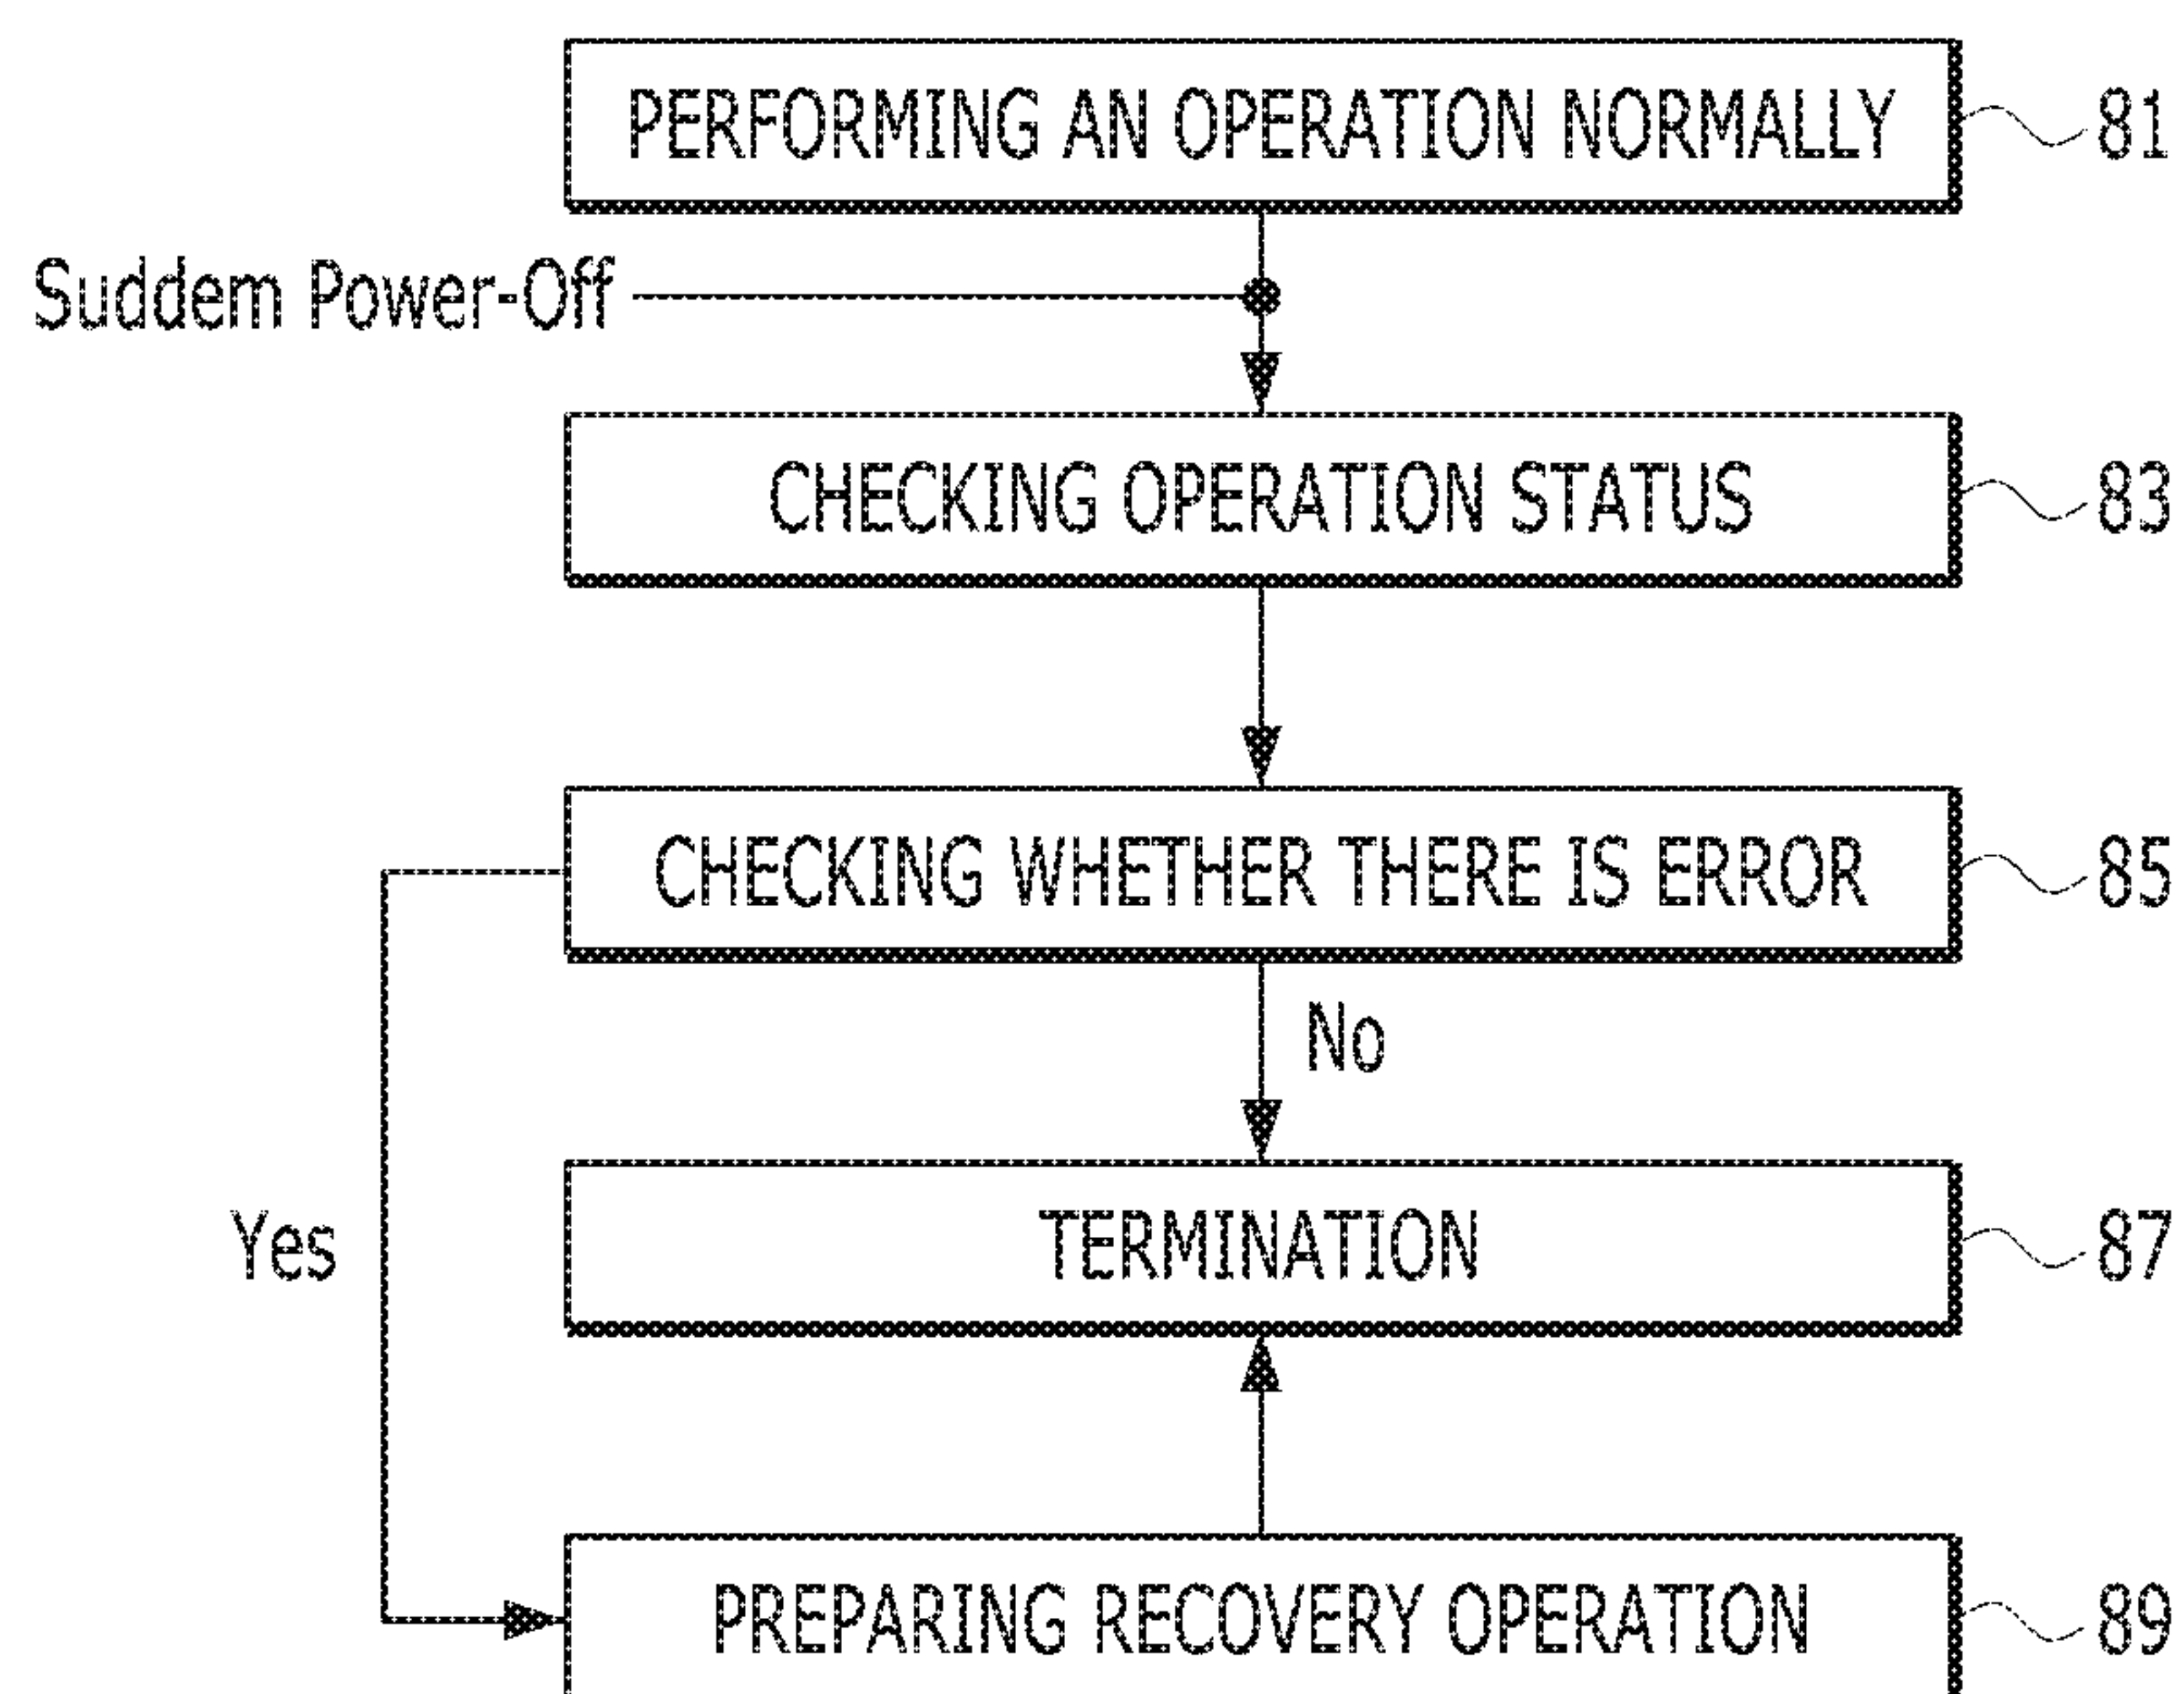 PERFORMING AN OPERATION NORMALLY
81
Suddem Power-Off
CHECKING OPERATION STATUS
83
CHECKING WHETHER THERE IS ERROR
85
No
Yes
TERMINATION
87
PREPARING RECOVERY OPERATION
89